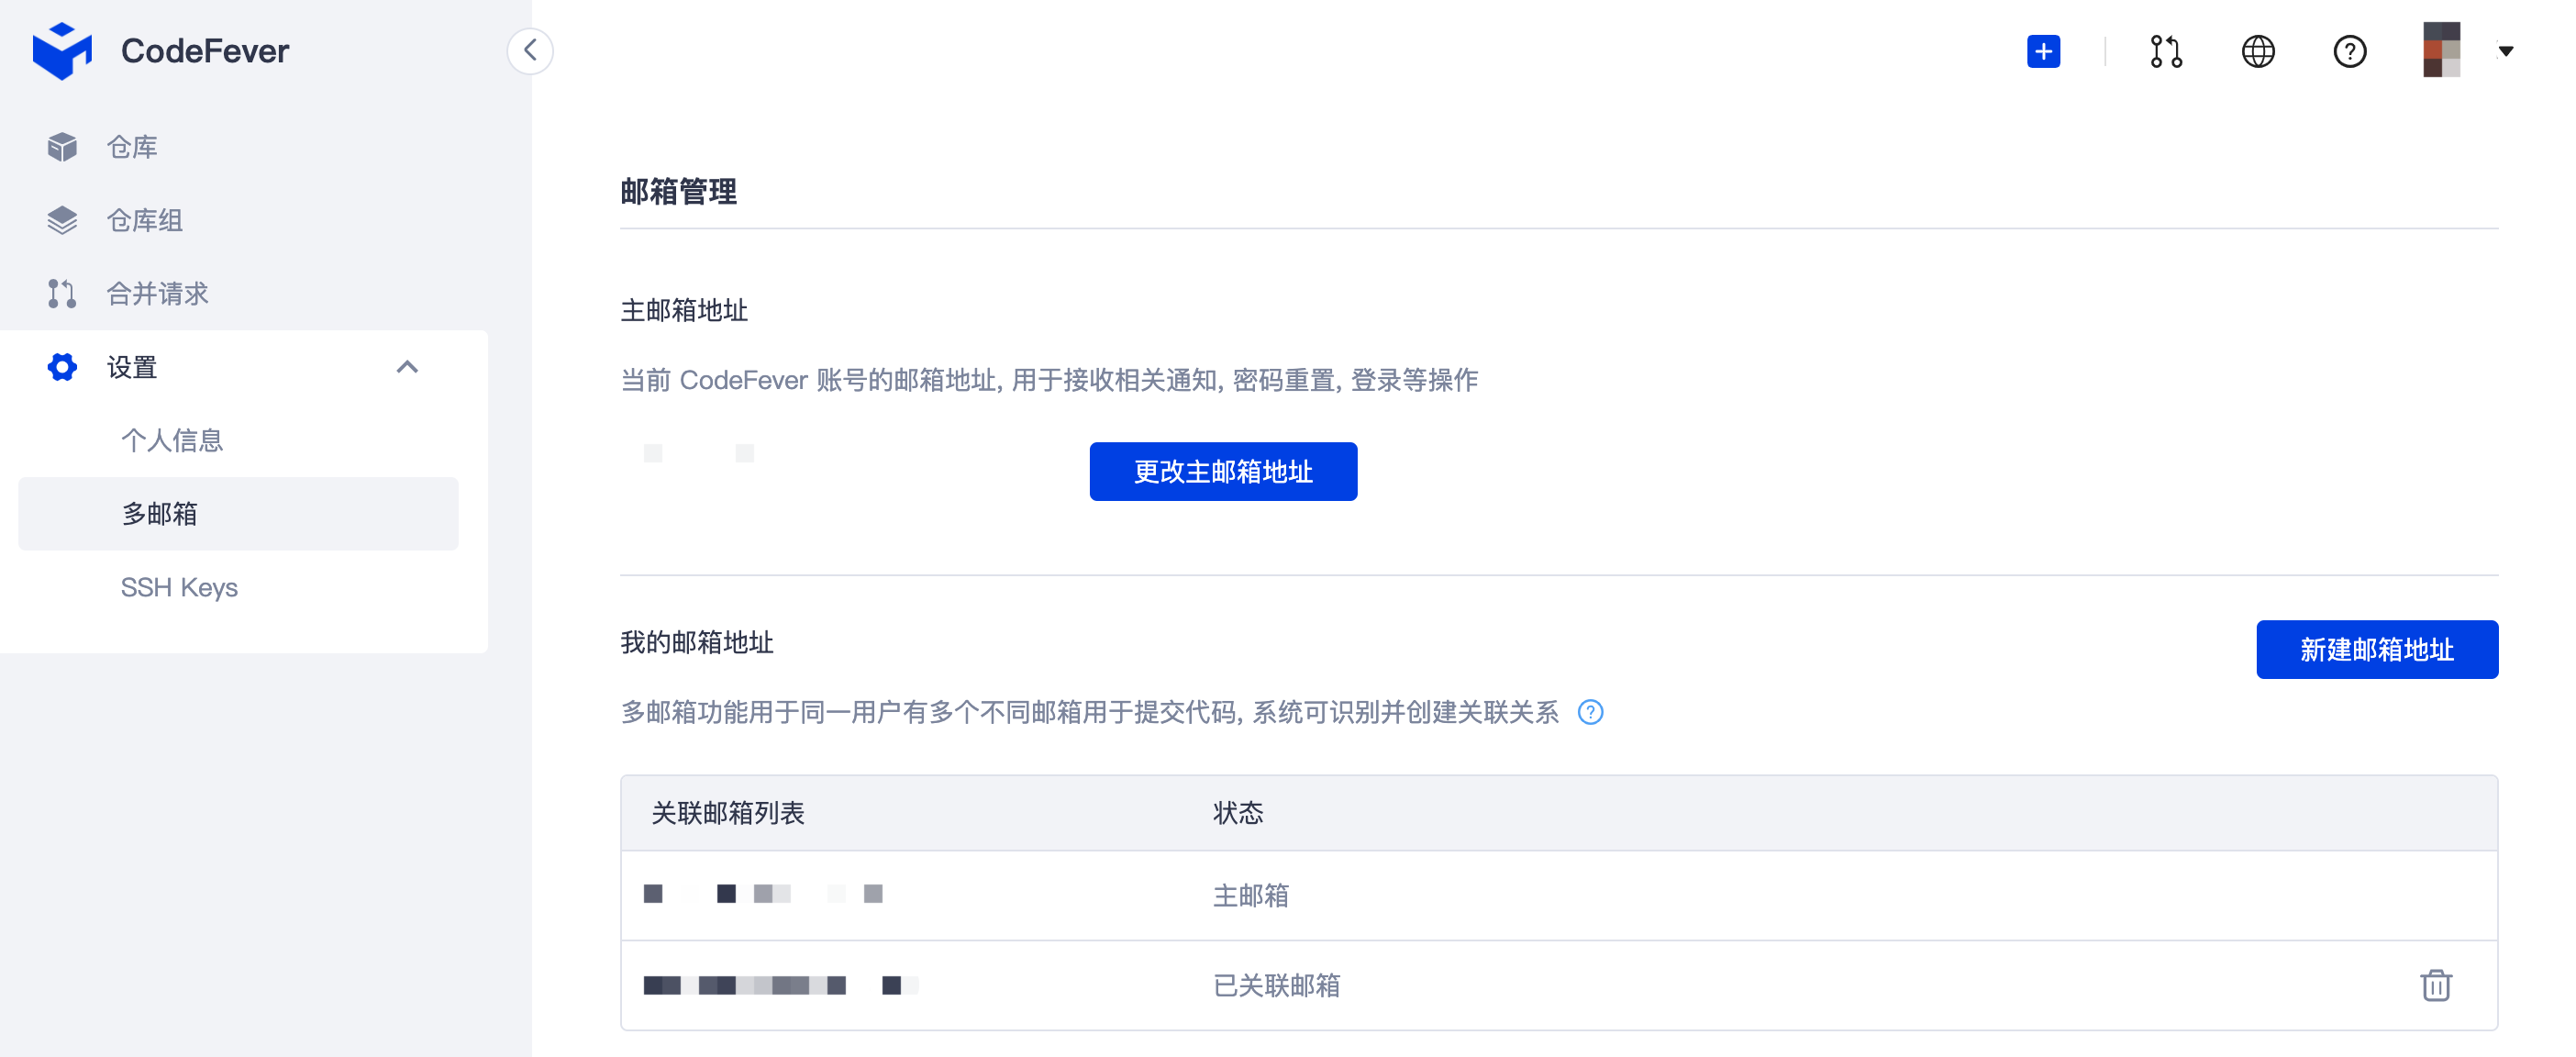 CodeFever
仓库
仓库组
合并请求
设置
个人信息
多邮箱
SSH Keys
邮箱管理
主邮箱地址
当前 CodeFever 账号的邮箱地址, 用于接收相关通知, 密码重置, 登录等操作
更改主邮箱地址
我的邮箱地址
新建邮箱地址
多邮箱功能用于同一用户有多个不同邮箱用于提交代码, 系统可识别并创建关联关系
关联邮箱列表 状态
主邮箱
已关联邮箱